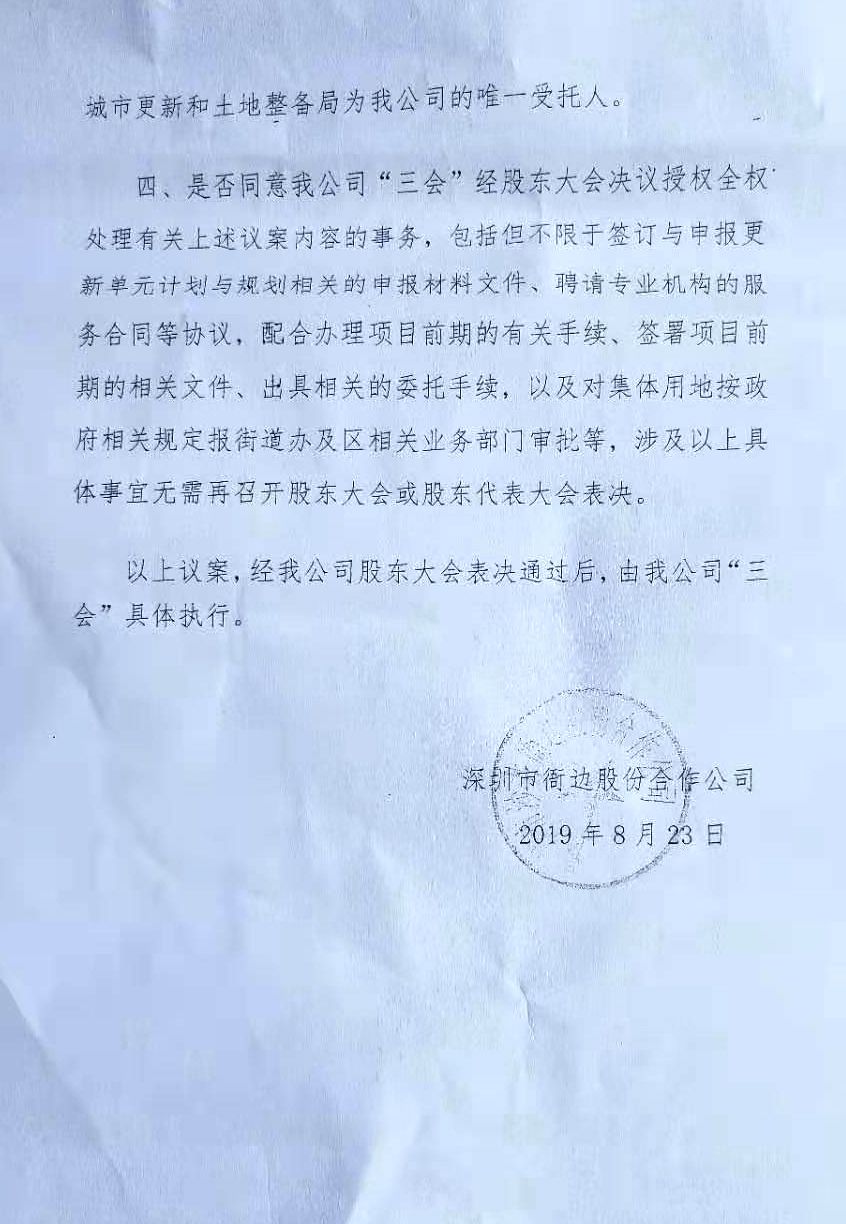 城市更新和土地整备局为我公司的唯一受托人。
四、是否同意我公司“三会”经股东大会决议授权全权
处理有关上述议案内容的事务，包括但不限于签订与申报更
新单元计划与规划相关的申报材料文件、聘请专业机构的服
务合同等协议，配合办理项目前期的有关手续、签署项目前
期的相关文件、出具相关的委托手续，以及对集体用地按政
府相关规定报街道办及区相关业务部门审批等，涉及以上具
体事宜无需再召开股东大会或股东代表大会表决。
以上议案，经我公司股东大会表决通过后，由我公司“三
会”具体执行。
深圳市衙边股份合作公司
2019年8月23日